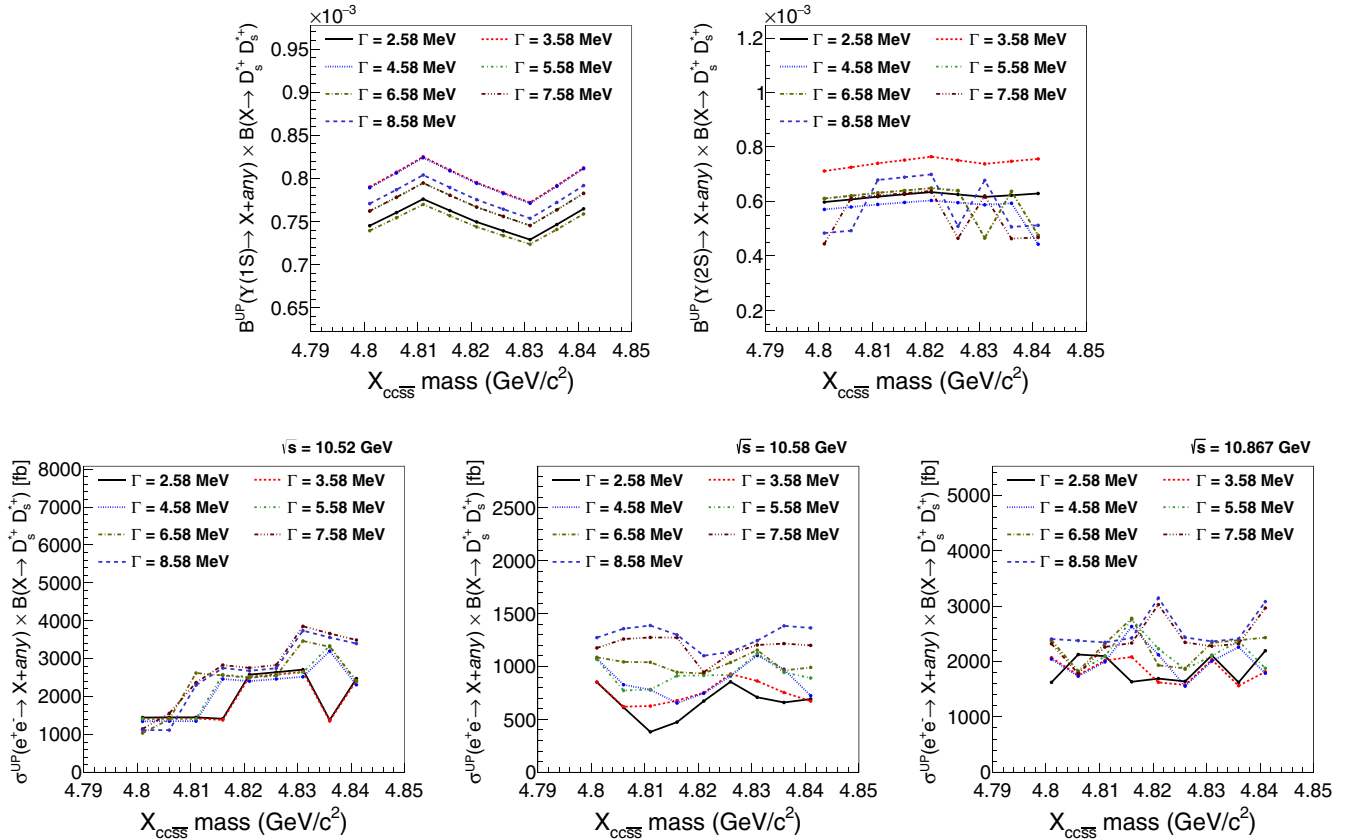 ×10⁻³
B^UP(Υ(1S)→ X+any) × B(X→ D_s^*+ D_s^*+)
0.95
0.9
0.85
0.8
0.75
0.7
0.65
Γ = 2.58 MeV Γ = 3.58 MeV
Γ = 4.58 MeV Γ = 5.58 MeV
Γ = 6.58 MeV Γ = 7.58 MeV
Γ = 8.58 MeV
4.79 4.8 4.81 4.82 4.83 4.84 4.85
X_ccs̅s̅ mass (GeV/c²)
×10⁻³
B^UP(Υ(2S)→ X+any) × B(X→ D_s^*+ D_s^*+)
1.2
1
0.8
0.6
0.4
0.2
Γ = 2.58 MeV Γ = 3.58 MeV
Γ = 4.58 MeV Γ = 5.58 MeV
Γ = 6.58 MeV Γ = 7.58 MeV
Γ = 8.58 MeV
4.79 4.8 4.81 4.82 4.83 4.84 4.85
X_ccs̅s̅ mass (GeV/c²)
√s = 10.52 GeV
σ^UP(e⁺e⁻→ X+any) × B(X→ D_s^*+ D_s^*+) [fb]
8000
7000
6000
5000
4000
3000
2000
1000
0
Γ = 2.58 MeV Γ = 3.58 MeV
Γ = 4.58 MeV Γ = 5.58 MeV
Γ = 6.58 MeV Γ = 7.58 MeV
Γ = 8.58 MeV
4.79 4.8 4.81 4.82 4.83 4.84 4.85
X_ccs̅s̅ mass (GeV/c²)
√s = 10.58 GeV
σ^UP(e⁺e⁻→ X+any) × B(X→ D_s^*+ D_s^*+) [fb]
2500
2000
1500
1000
500
0
Γ = 2.58 MeV Γ = 3.58 MeV
Γ = 4.58 MeV Γ = 5.58 MeV
Γ = 6.58 MeV Γ = 7.58 MeV
Γ = 8.58 MeV
4.79 4.8 4.81 4.82 4.83 4.84 4.85
X_ccs̅s̅ mass (GeV/c²)
√s = 10.867 GeV
σ^UP(e⁺e⁻→ X+any) × B(X→ D_s^*+ D_s^*+) [fb]
5000
4000
3000
2000
1000
0
Γ = 2.58 MeV Γ = 3.58 MeV
Γ = 4.58 MeV Γ = 5.58 MeV
Γ = 6.58 MeV Γ = 7.58 MeV
Γ = 8.58 MeV
4.79 4.8 4.81 4.82 4.83 4.84 4.85
X_ccs̅s̅ mass (GeV/c²)